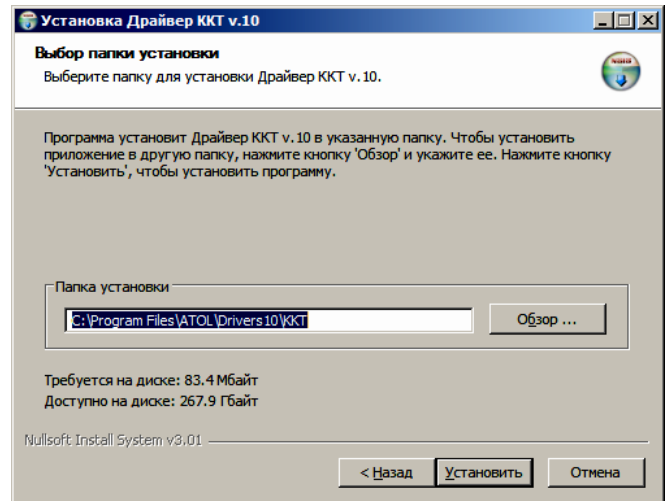 Установка Драйвер ККТ v.10
Выбор папки установки
Выберите папку для установки Драйвер ККТ v.10.
Программа установит Драйвер ККТ v.10 в указанную папку. Чтобы установить
приложение в другую папку, нажмите кнопку 'Обзор' и укажите ее. Нажмите кнопку
'Установить', чтобы установить программу.
Папка установки
C:\Program Files\ATOL\Drivers10\KKT
Обзор ...
Требуется на диске: 83.4 Мбайт
Доступно на диске: 267.9 Гбайт
Nullsoft Install System v3.01
< Назад
Установить
Отмена